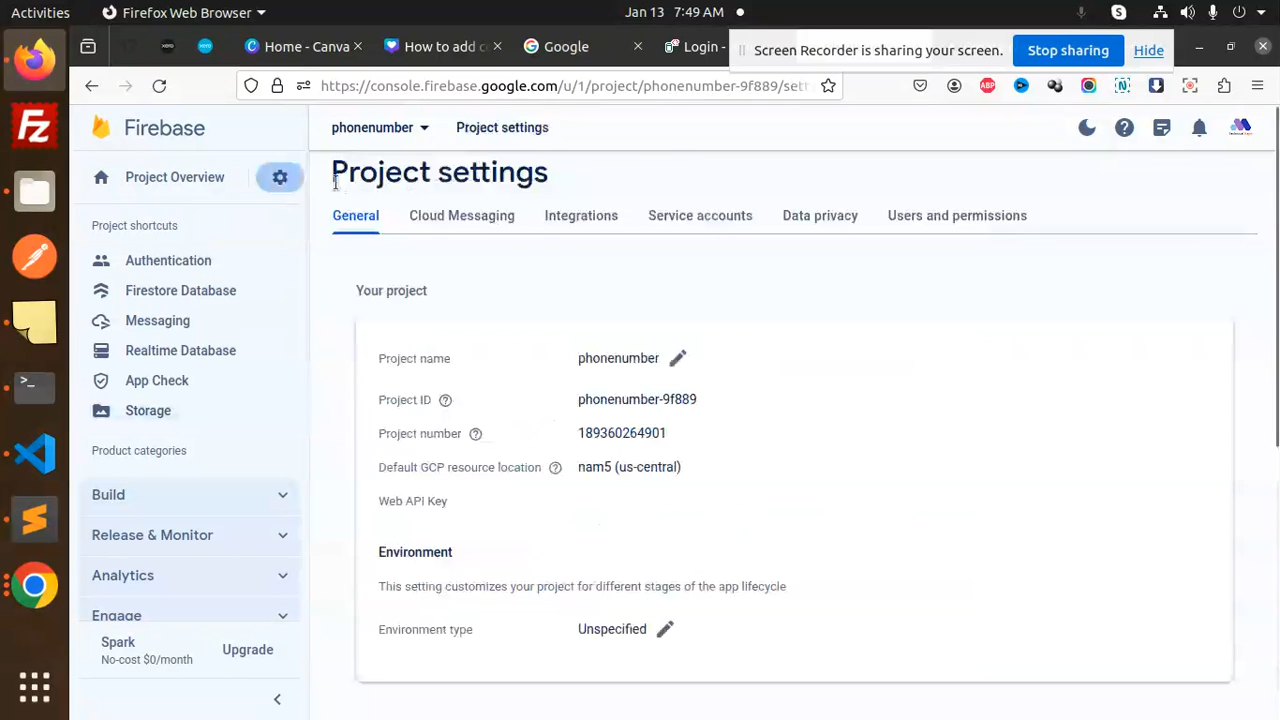 Activities
Firefox Web Browser
Jan 13 7:49 AM
Home - Canva
How to add c
Google
Login -
Screen Recorder is sharing your screen.
Stop sharing
Hide
https://console.firebase.google.com/u/1/project/phonenumber-9f889/sett
Firebase
phonenumber
Project settings
Project Overview
Project settings
Project shortcuts
General
Cloud Messaging
Integrations
Service accounts
Data privacy
Users and permissions
Authentication
Firestore Database
Messaging
Realtime Database
App Check
Storage
Product categories
Build
Release & Monitor
Analytics
Engage
Spark
No-cost $0/month
Upgrade
Your project
Project name
phonenumber
Project ID
phonenumber-9f889
Project number
189360264901
Default GCP resource location
nam5 (us-central)
Web API Key
Environment
This setting customizes your project for different stages of the app lifecycle
Environment type
Unspecified